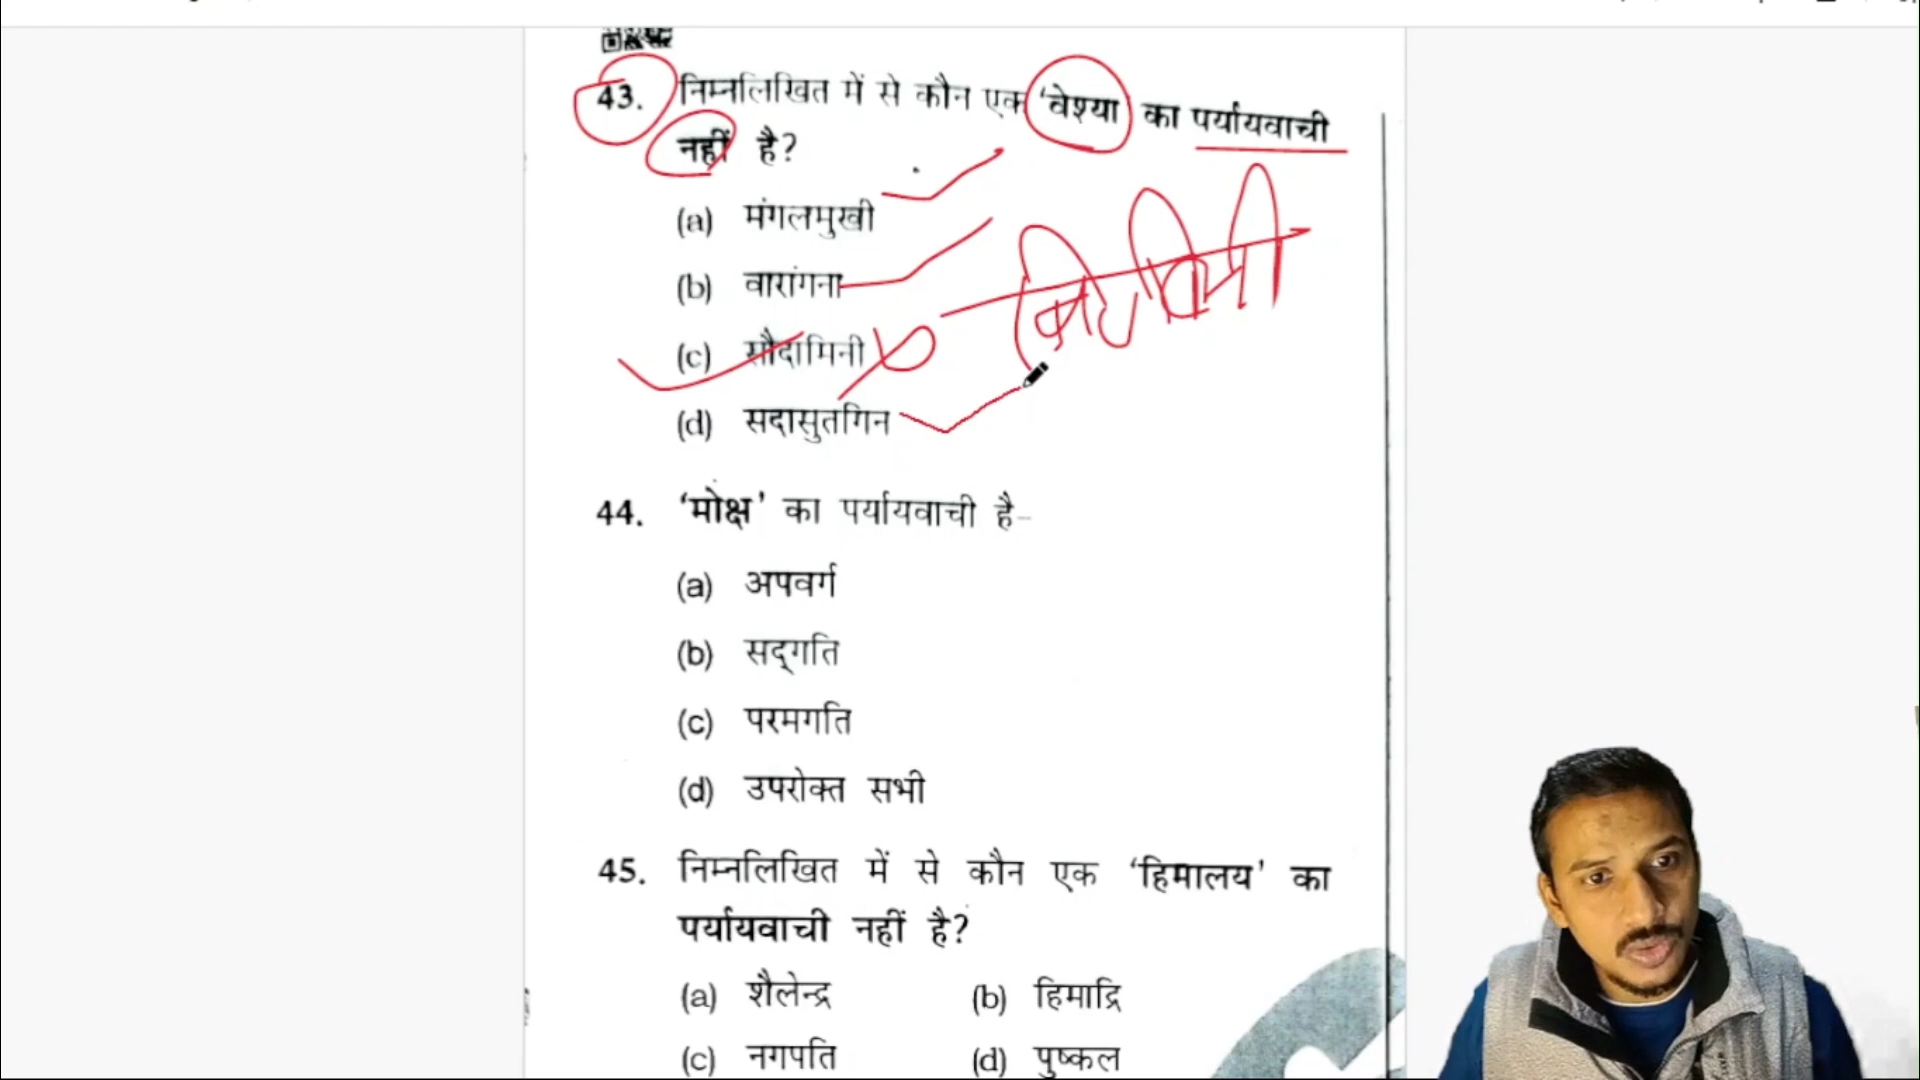 43. निम्नलिखित में से कौन एक 'वेश्या' का पर्यायवाची
नहीं है?
(a) मंगलमुखी
(b) वारांगना
(c) सौदामिनी
(d) सदासुतगिन
44. 'मोक्ष' का पर्यायवाची है–
(a) अपवर्ग
(b) सद्‌गति
(c) परमगति
(d) उपरोक्त सभी
45. निम्नलिखित में से कौन एक 'हिमालय' का
पर्यायवाची नहीं है?
(a) शैलेन्द्र (b) हिमाद्रि
(c) नगपति (d) पुष्कल